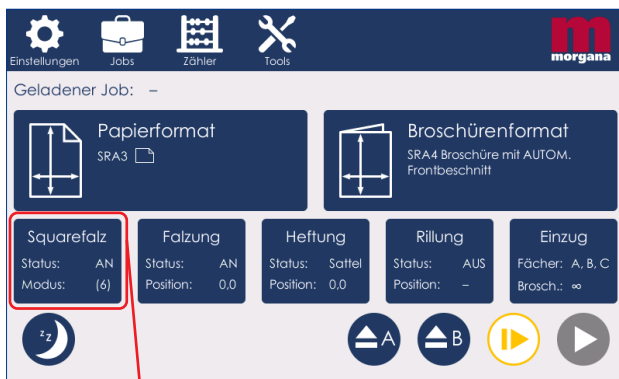 Einstellungen
Jobs
Zähler
Tools
morgana
Geladener Job: –
Papierformat
SRA3
Broschürenformat
SRA4 Broschüre mit AUTOM.
Frontbeschnitt
Squarefalz
Status: AN
Modus: (6)
Falzung
Status: AN
Position: 0,0
Heftung
Status: Sattel
Position: 0,0
Rillung
Status: AUS
Position: –
Einzug
Fächer: A, B, C
Brosch.: ∞
z z
A
B